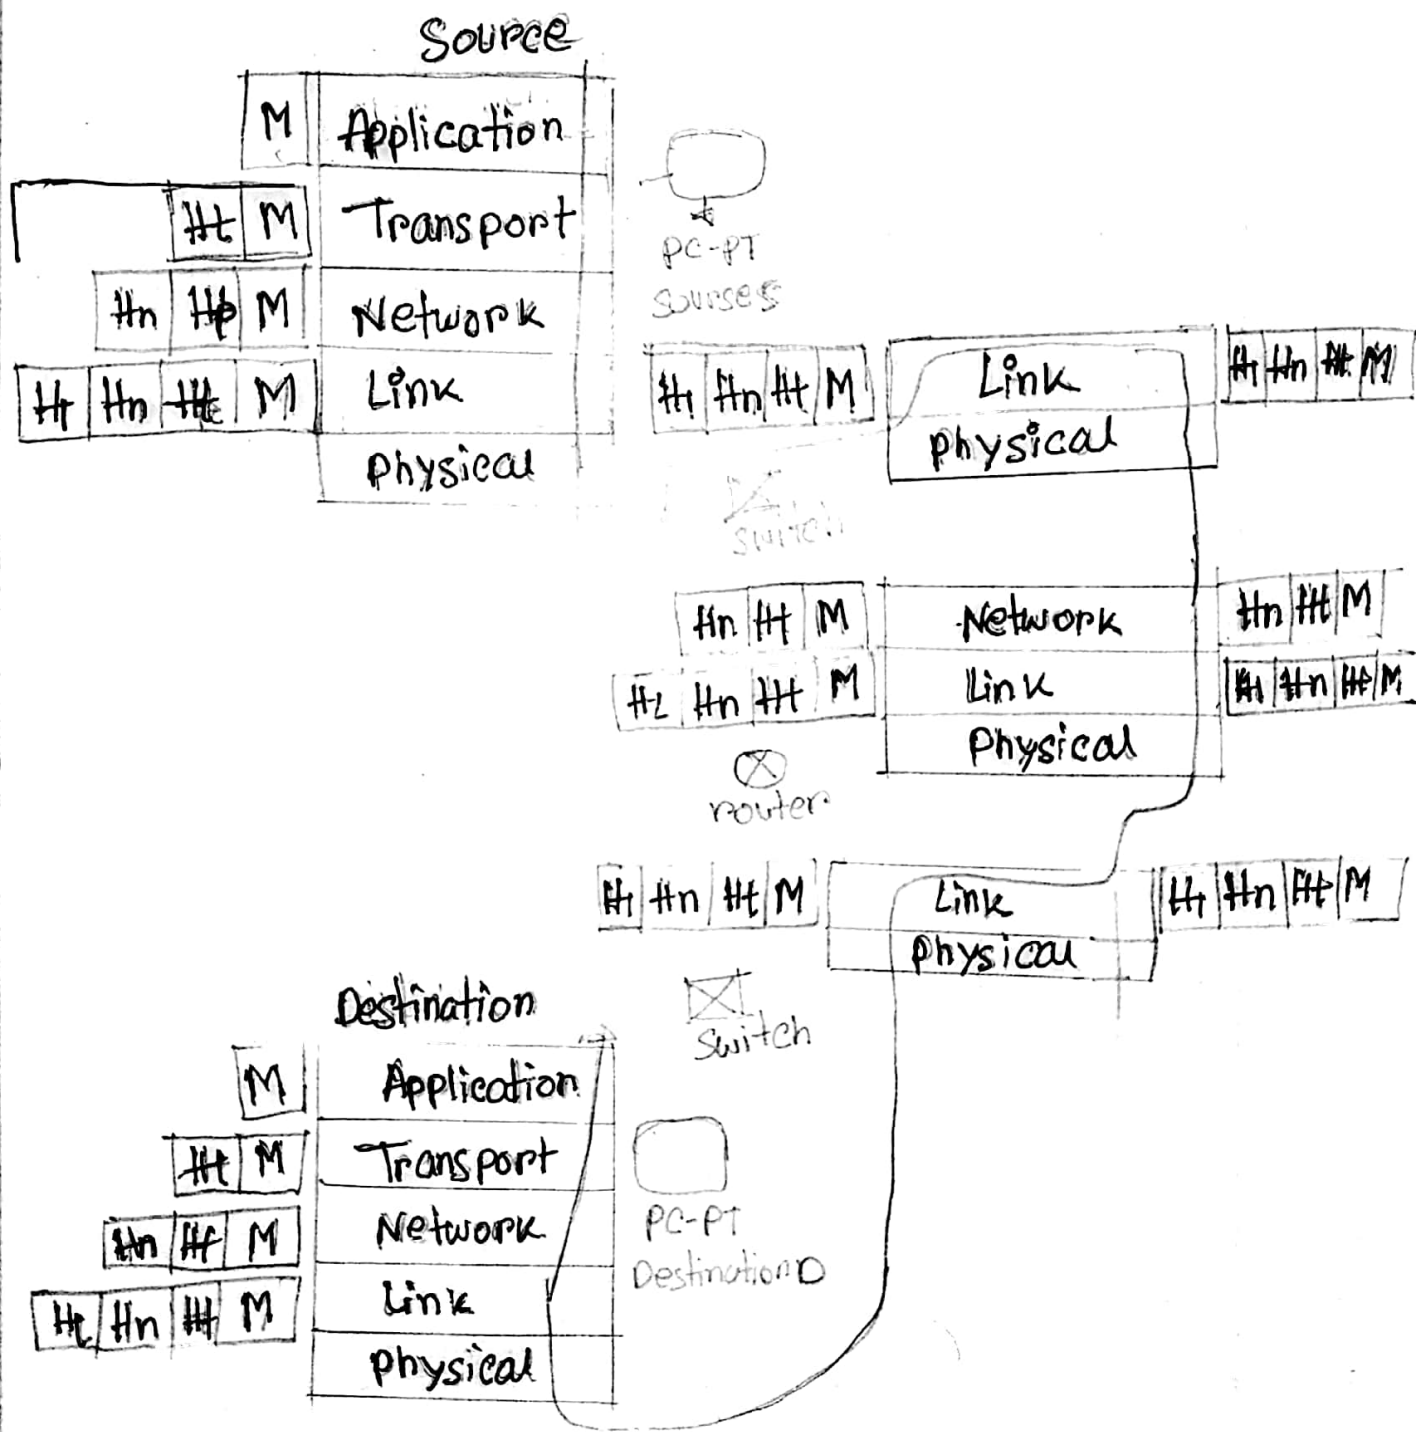 Source
M Application
Ht M Transport
Hn Ht M Network
Hl Hn Ht M Link
Physical
PC-PT
Sourses
Hl Hn Ht M Link Hl Hn Ht M
Physical
Switch
Hn Ht M Network Hn Ht M
HL Hn Ht M Link Hl Hn Ht M
Physical
router
Hl Hn Ht M Link Hl Hn Ht M
Physical
Switch
Destination
M Application
Ht M Transport
Hn Ht M Network
Hl Hn Ht M Link
Physical
PC-PT
Destination D